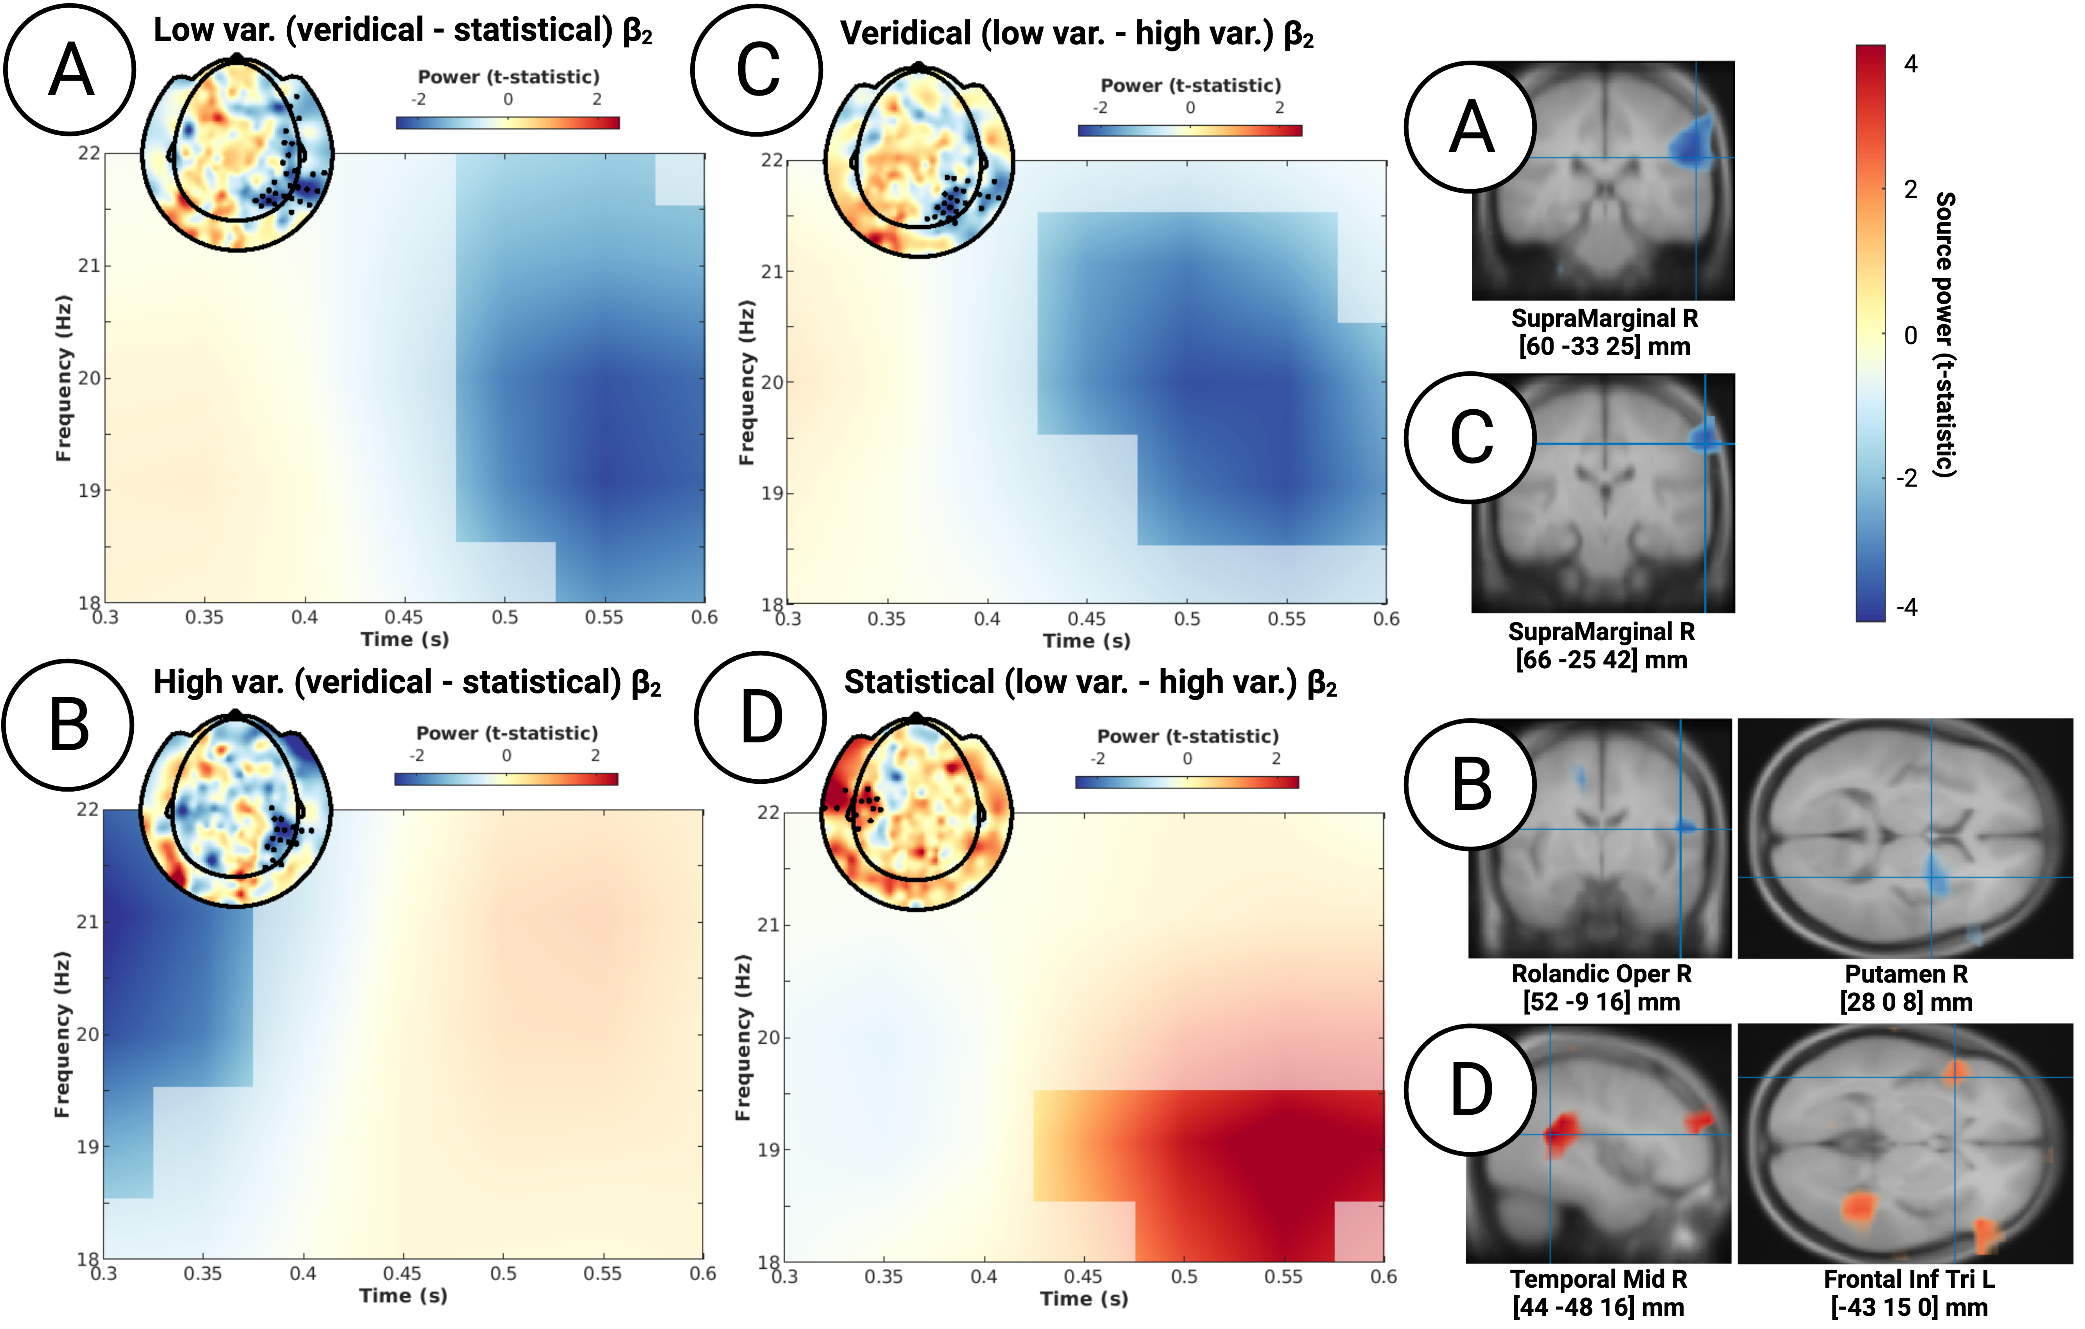 A
Low var. (veridical - statistical) β₂
Power (t-statistic)
-2 0 2
22
21
20
19
18
Frequency (Hz)
0.3 0.35 0.4 0.45 0.5 0.55 0.6
Time (s)
C
Veridical (low var. - high var.) β₂
Power (t-statistic)
-2 0 2
22
21
20
19
18
Frequency (Hz)
0.3 0.35 0.4 0.45 0.5 0.55 0.6
Time (s)
A
SupraMarginal R
[60 -33 25] mm
C
SupraMarginal R
[66 -25 42] mm
4
2
0
-2
-4
Source power (t-statistic)
B
High var. (veridical - statistical) β₂
Power (t-statistic)
-2 0 2
22
21
20
19
18
Frequency (Hz)
0.3 0.35 0.4 0.45 0.5 0.55 0.6
Time (s)
D
Statistical (low var. - high var.) β₂
Power (t-statistic)
-2 0 2
22
21
20
19
18
Frequency (Hz)
0.3 0.35 0.4 0.45 0.5 0.55 0.6
Time (s)
B
Rolandic Oper R
[52 -9 16] mm
Putamen R
[28 0 8] mm
D
Temporal Mid R
[44 -48 16] mm
Frontal Inf Tri L
[-43 15 0] mm